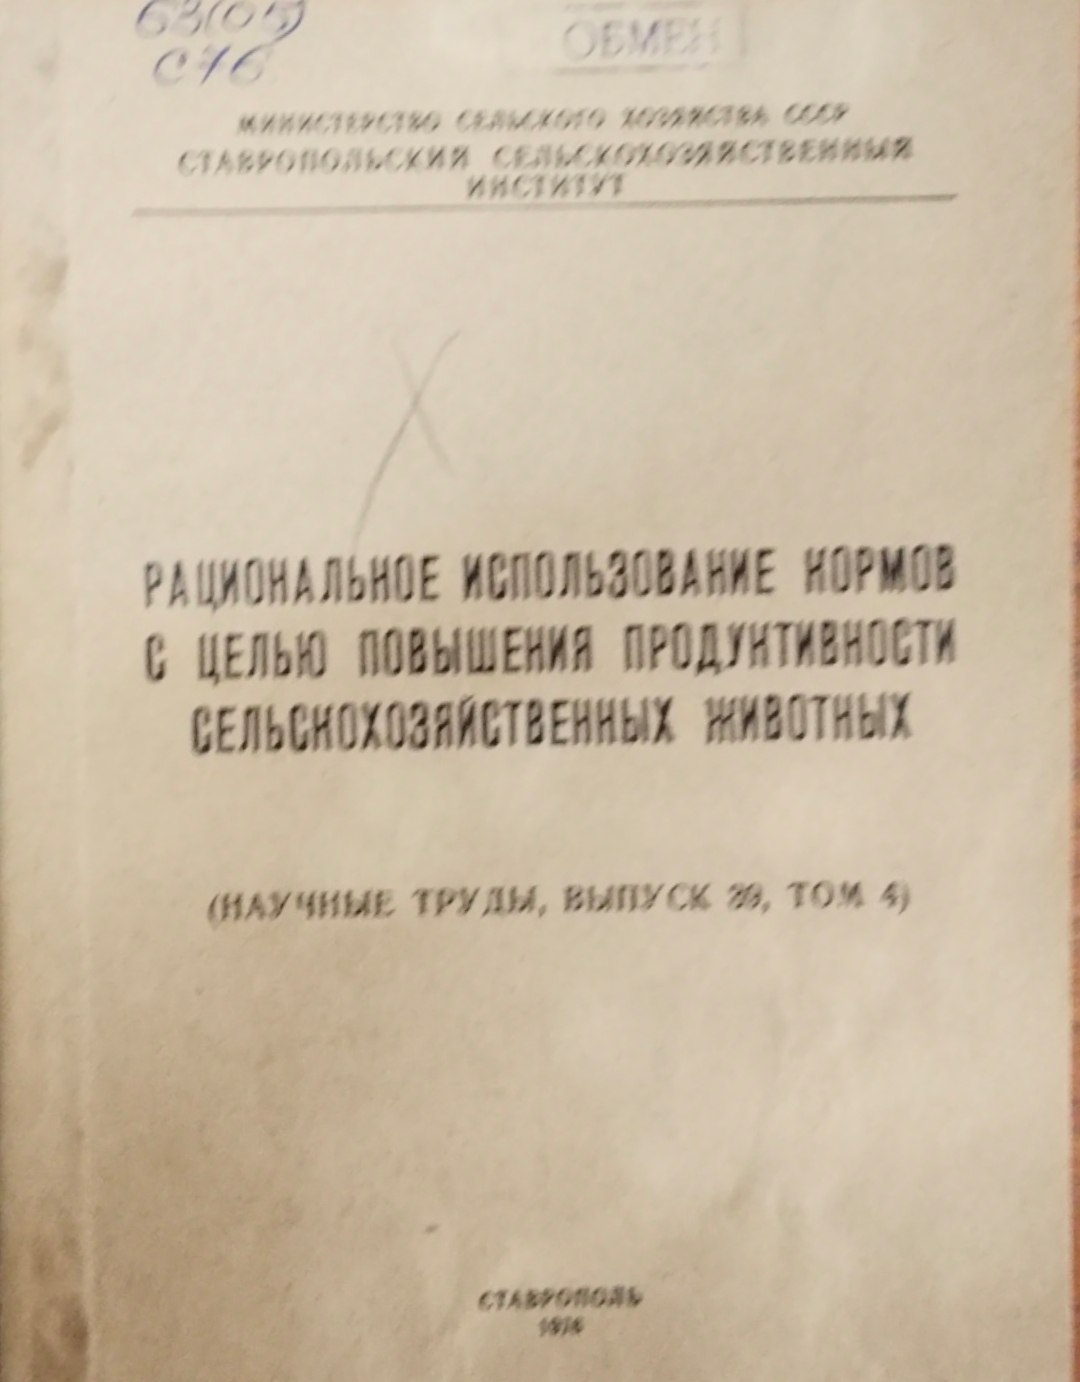 63(05)
С76
ОБМЕН
МИНИСТЕРСТВО СЕЛЬСКОГО ХОЗЯЙСТВА СССР
СТАВРОПОЛЬСКИЙ СЕЛЬСКОХОЗЯЙСТВЕННЫЙ
ИНСТИТУТ
РАЦИОНАЛЬНОЕ ИСПОЛЬЗОВАНИЕ КОРМОВ
С ЦЕЛЬЮ ПОВЫШЕНИЯ ПРОДУКТИВНОСТИ
СЕЛЬСКОХОЗЯЙСТВЕННЫХ ЖИВОТНЫХ
(НАУЧНЫЕ ТРУДЫ, ВЫПУСК 39, ТОМ 4)
СТАВРОПОЛЬ